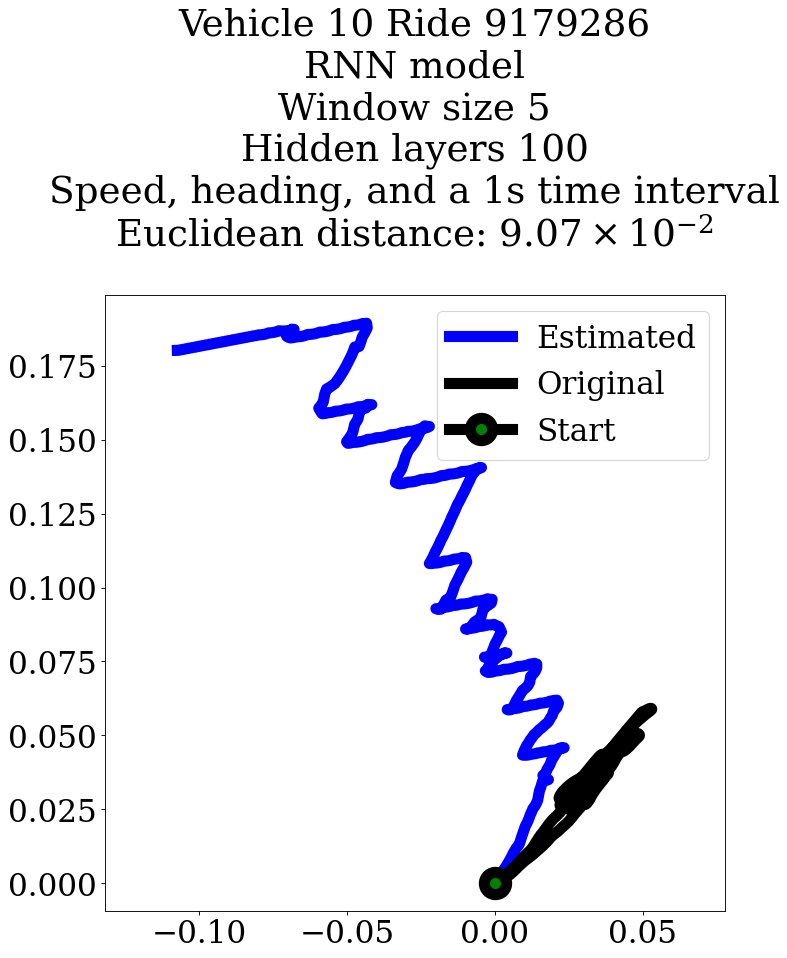 Vehicle 10 Ride 9179286
RNN model
Window size 5
Hidden layers 100
Speed, heading, and a 1s time interval
Euclidean distance: 9.07 × 10⁻²
Estimated
Original
Start
0.175
0.150
0.125
0.100
0.075
0.050
0.025
0.000
−0.10 −0.05 0.00 0.05